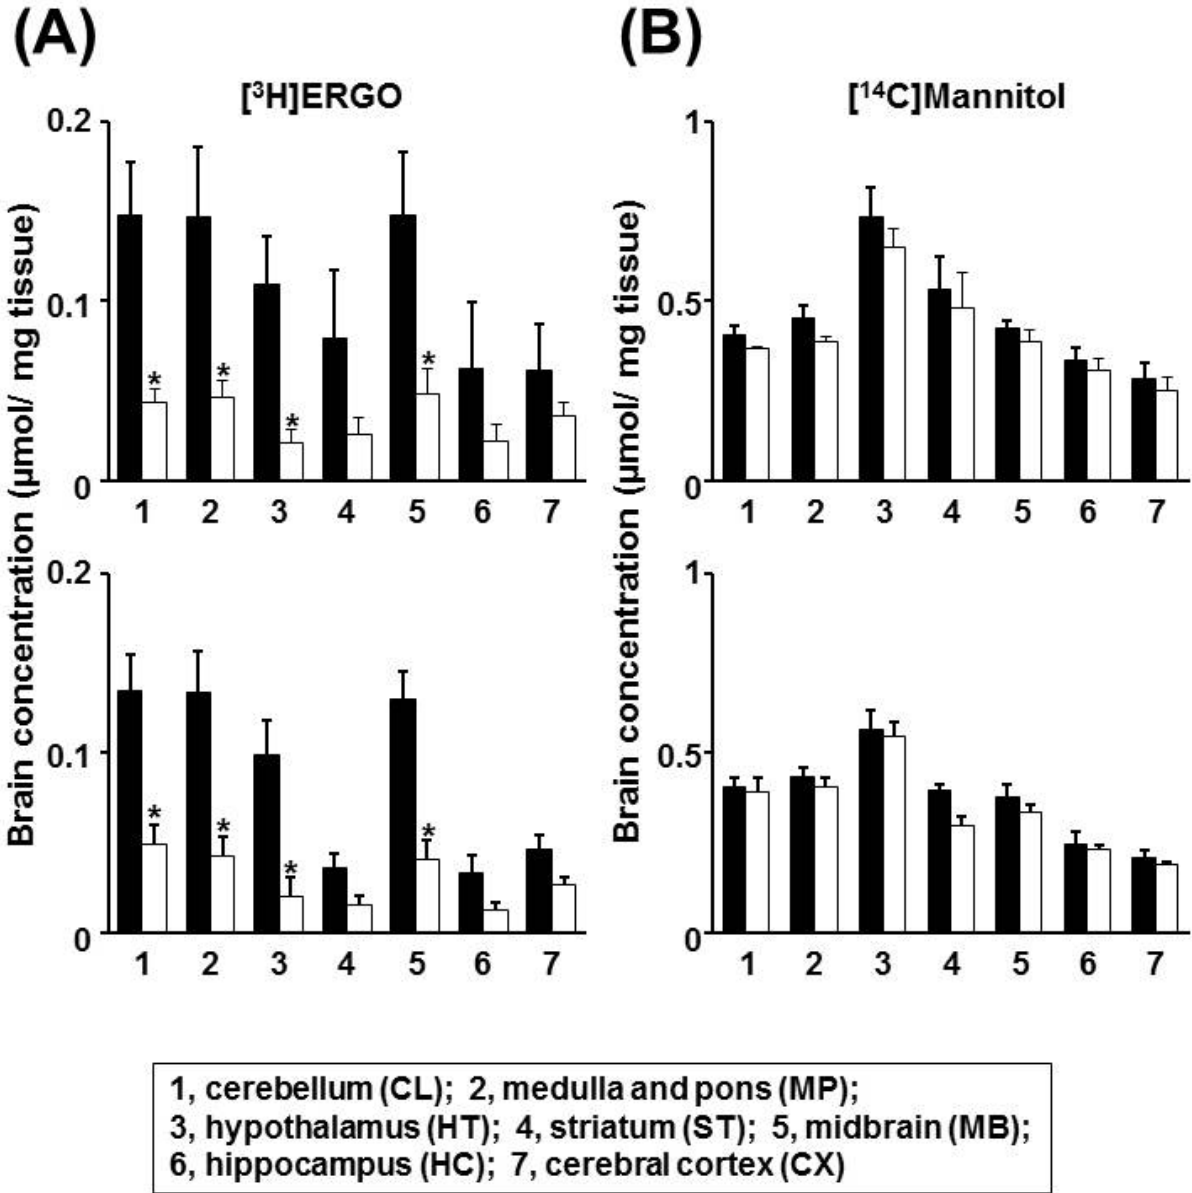 (A)
[³H]ERGO
Brain concentration (µmol/ mg tissue)
0.2
* * * *
0.1
0
1 2 3 4 5 6 7
0.2
0.1
* * * *
0
1 2 3 4 5 6 7
(B)
[¹⁴C]Mannitol
Brain concentration (µmol/ mg tissue)
1
0.5
0
1 2 3 4 5 6 7
1
0.5
0
1 2 3 4 5 6 7
1, cerebellum (CL); 2, medulla and pons (MP);
3, hypothalamus (HT); 4, striatum (ST); 5, midbrain (MB);
6, hippocampus (HC); 7, cerebral cortex (CX)